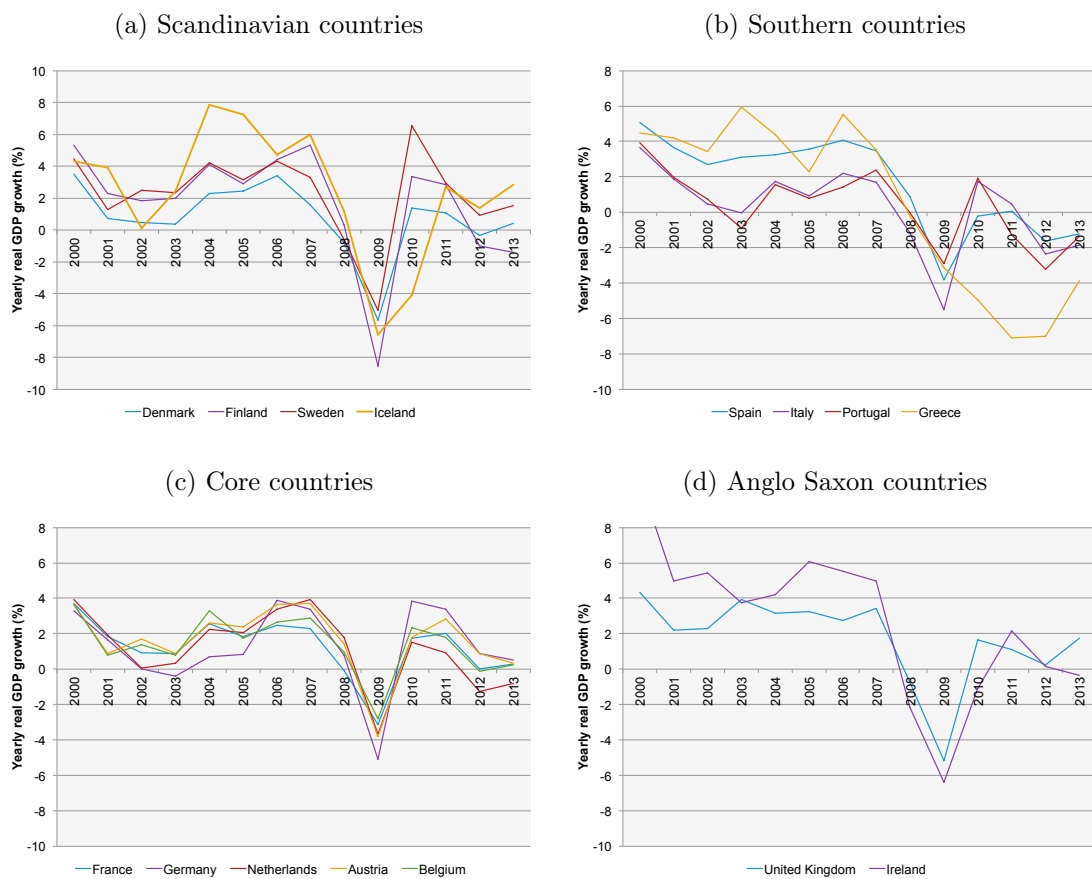 (a) Scandinavian countries
Yearly real GDP growth (%)
10
8
6
4
2
0
-2
-4
-6
-8
-10
2000 2001 2002 2003 2004 2005 2006 2007 2008 2009 2010 2011 2012 2013
Denmark Finland Sweden Iceland
(b) Southern countries
Yearly real GDP growth (%)
8
6
4
2
0
-2
-4
-6
-8
-10
2000 2001 2002 2003 2004 2005 2006 2007 2008 2009 2010 2011 2012 2013
Spain Italy Portugal Greece
(c) Core countries
Yearly real GDP growth (%)
8
6
4
2
0
-2
-4
-6
-8
-10
2000 2001 2002 2003 2004 2005 2006 2007 2008 2009 2010 2011 2012 2013
France Germany Netherlands Austria Belgium
(d) Anglo Saxon countries
Yearly real GDP growth (%)
8
6
4
2
0
-2
-4
-6
-8
-10
2000 2001 2002 2003 2004 2005 2006 2007 2008 2009 2010 2011 2012 2013
United Kingdom Ireland